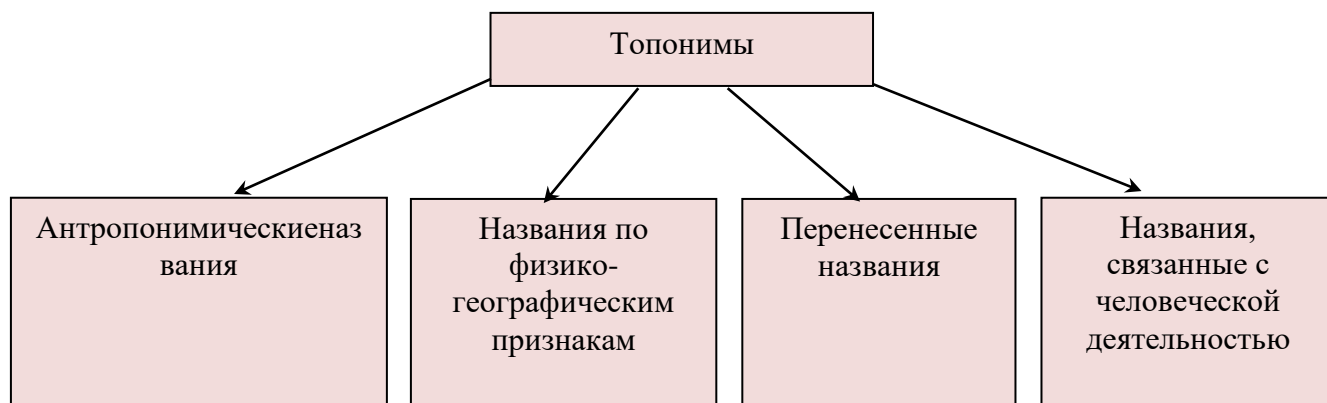 Топонимы
Антропонимическиеназ
вания
Названия по
физико-
географическим
признакам
Перенесенные
названия
Названия,
связанные с
человеческой
деятельностью